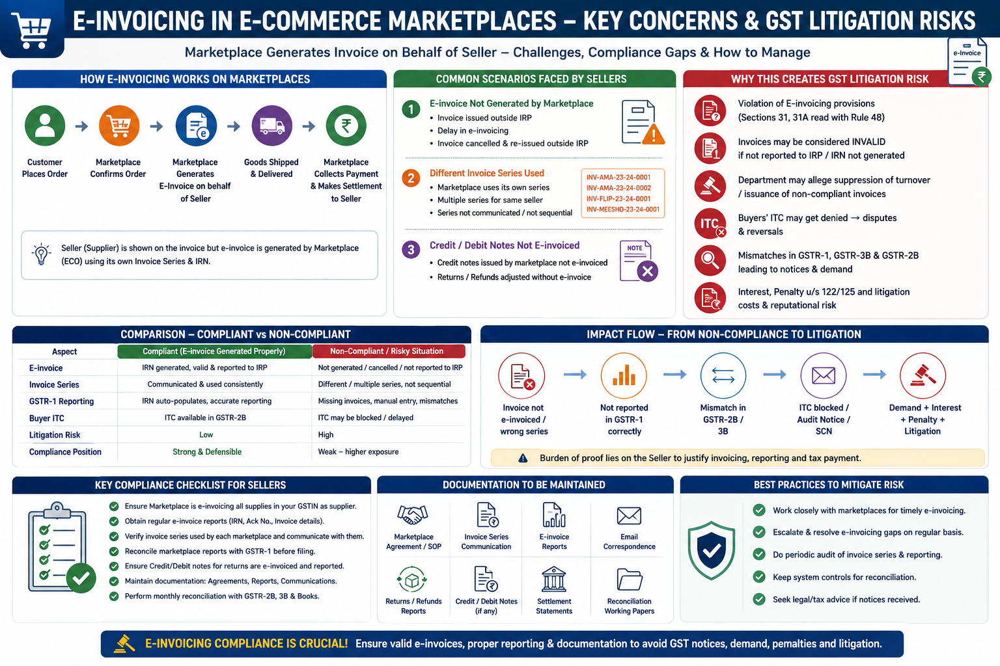 E-INVOICING IN E-COMMERCE MARKETPLACES – KEY CONCERNS & GST LITIGATION RISKS
Marketplace Generates Invoice on Behalf of Seller – Challenges, Compliance Gaps & How to Manage
e-Invoice
₹
HOW E-INVOICING WORKS ON MARKETPLACES
e
₹
Customer
Places Order
Marketplace
Confirms Order
Marketplace
Generates
E-Invoice on behalf
of Seller
Goods Shipped
& Delivered
Marketplace
Collects Payment
& Makes Settlement
to Seller
Seller (Supplier) is shown on the invoice but e-invoice is generated by Marketplace
(ECO) using its own Invoice Series & IRN.
COMMON SCENARIOS FACED BY SELLERS
1
E-invoice Not Generated by Marketplace
• Invoice issued outside IRP
• Delay in e-invoicing
• Invoice cancelled & re-issued outside IRP
2
Different Invoice Series Used
• Marketplace uses its own series
• Multiple series for same seller
• Series not communicated / not sequential
INV-AMA-23-24-0001
INV-AMA-23-24-0002
INV-FLIP-23-24-0001
INV-MEESHO-23-24-0001
3
Credit / Debit Notes Not E-invoiced
• Credit notes issued by marketplace not e-invoiced
• Returns / Refunds adjusted without e-invoice
NOTE
WHY THIS CREATES GST LITIGATION RISK
Violation of E-invoicing provisions
(Sections 31, 31A read with Rule 48)
Invoices may be considered INVALID
if not reported to IRP / IRN not generated
Department may allege suppression of turnover
/ issuance of non-compliant invoices
ITC
Buyers' ITC may get denied → disputes
& reversals
Mismatches in GSTR-1, GSTR-3B & GSTR-2B
leading to notices & demand
Interest, Penalty u/s 122/125 and litigation
costs & reputational risk
COMPARISON – COMPLIANT vs NON-COMPLIANT
Aspect
Compliant (E-invoice Generated Properly)
Non-Compliant / Risky Situation
E-invoice
IRN generated, valid & reported to IRP
Not generated / cancelled / not reported to IRP
Invoice Series
Communicated & used consistently
Different / multiple series, not sequential
GSTR-1 Reporting
IRN auto-populates, accurate reporting
Missing invoices, manual entry, mismatches
Buyer ITC
ITC available in GSTR-2B
ITC may be blocked / delayed
Litigation Risk
Low
High
Compliance Position
Strong & Defensible
Weak – higher exposure
IMPACT FLOW – FROM NON-COMPLIANCE TO LITIGATION
Invoice not
e-invoiced /
wrong series
Not reported
in GSTR-1
correctly
Mismatch in
GSTR-2B /
3B
ITC blocked /
Audit Notice /
SCN
Demand + Interest
+ Penalty +
Litigation
Burden of proof lies on the Seller to justify invoicing, reporting and tax payment.
KEY COMPLIANCE CHECKLIST FOR SELLERS
Ensure Marketplace is e-invoicing all supplies in your GSTIN as supplier.
Obtain regular e-invoice reports (IRN, Ack No., Invoice details).
Verify invoice series used by each marketplace and communicate with them.
Reconcile marketplace reports with GSTR-1 before filing.
Ensure Credit/Debit notes for returns are e-invoiced and reported.
Maintain documentation: Agreements, Reports, Communications.
Perform monthly reconciliation with GSTR-2B, 3B & Books.
DOCUMENTATION TO BE MAINTAINED
Marketplace
Agreement / SOP
Invoice Series
Communication
E-invoice
Reports
Email
Correspondence
Returns / Refunds
Reports
Credit / Debit Notes
(if any)
Settlement
Statements
Reconciliation
Working Papers
BEST PRACTICES TO MITIGATE RISK
Work closely with marketplaces for timely e-invoicing.
Escalate & resolve e-invoicing gaps on regular basis.
Do periodic audit of invoice series & reporting.
Keep system controls for reconciliation.
Seek legal/tax advice if notices received.
E-INVOICING COMPLIANCE IS CRUCIAL! Ensure valid e-invoices, proper reporting & documentation to avoid GST notices, demand, penalties and litigation.